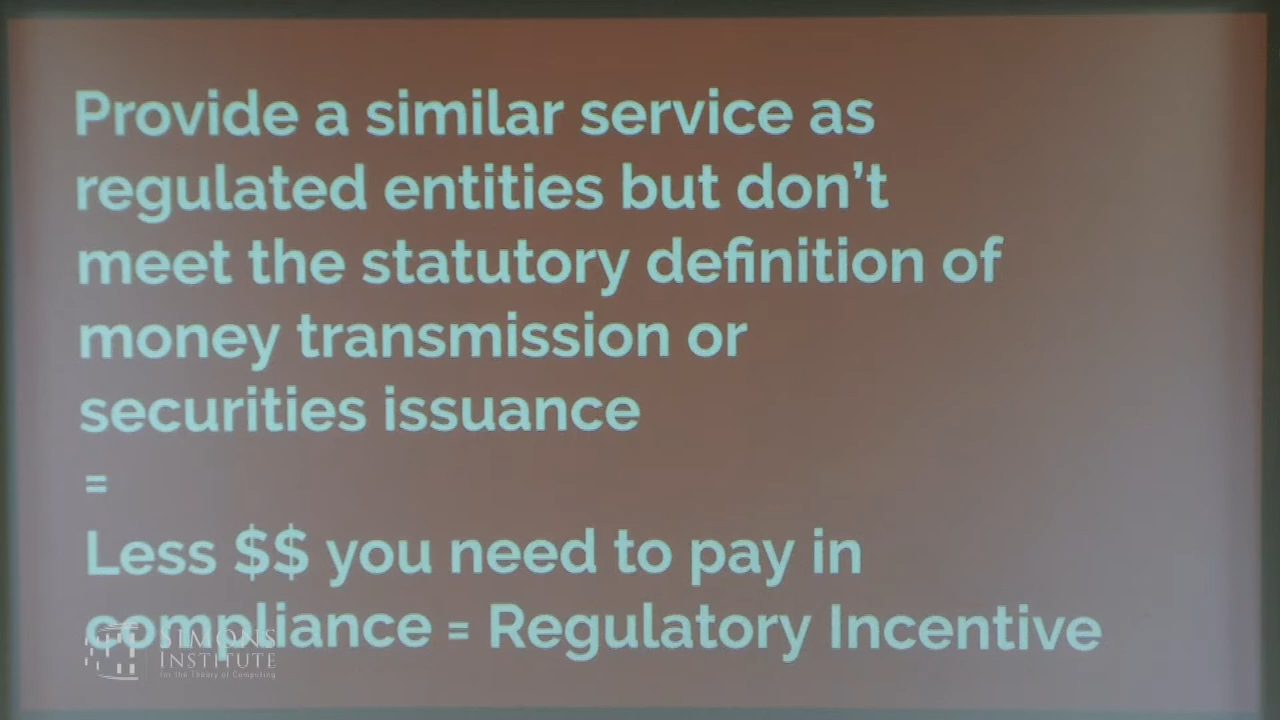 Provide a similar service as
regulated entities but don't
meet the statutory definition of
money transmission or
securities issuance
=
Less $$ you need to pay in
compliance = Regulatory Incentive
SIMONS
INSTITUTE
for the Theory of Computing